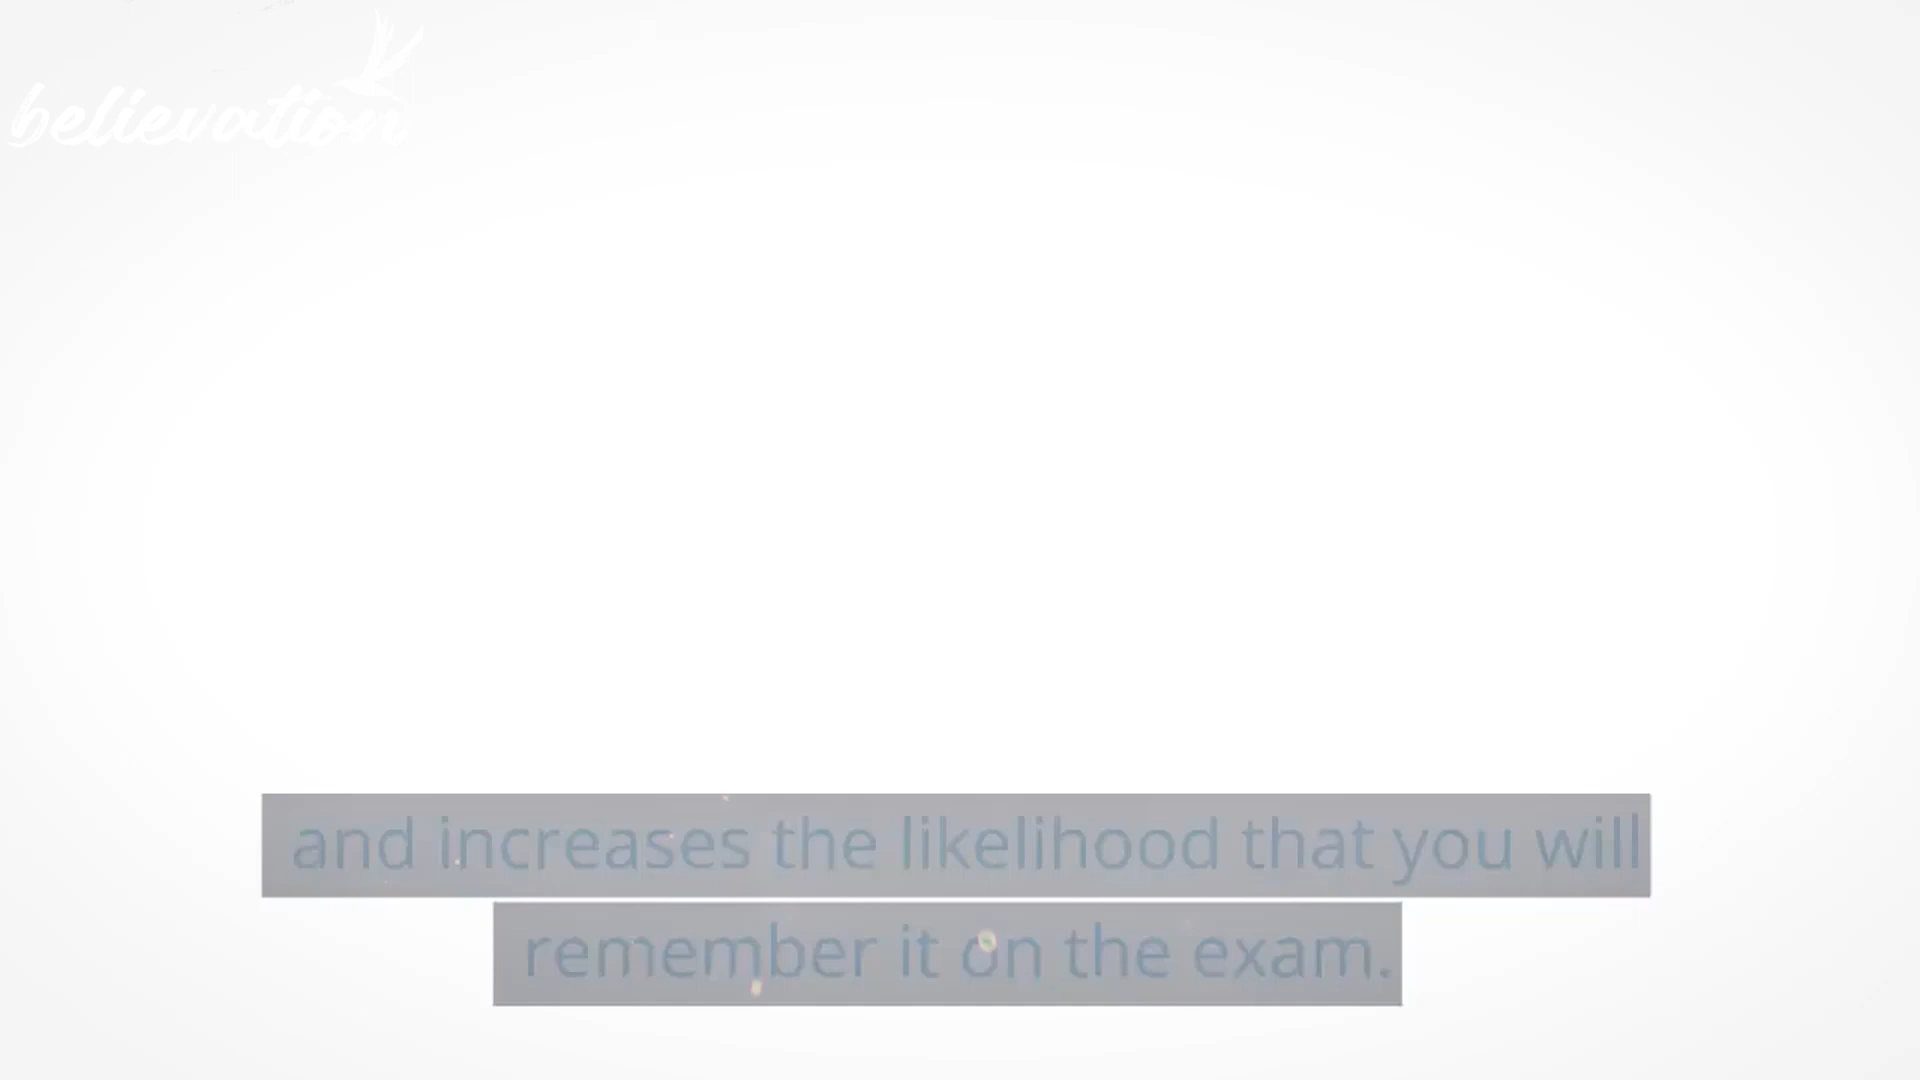 believation
and increases the likelihood that you will
remember it on the exam.